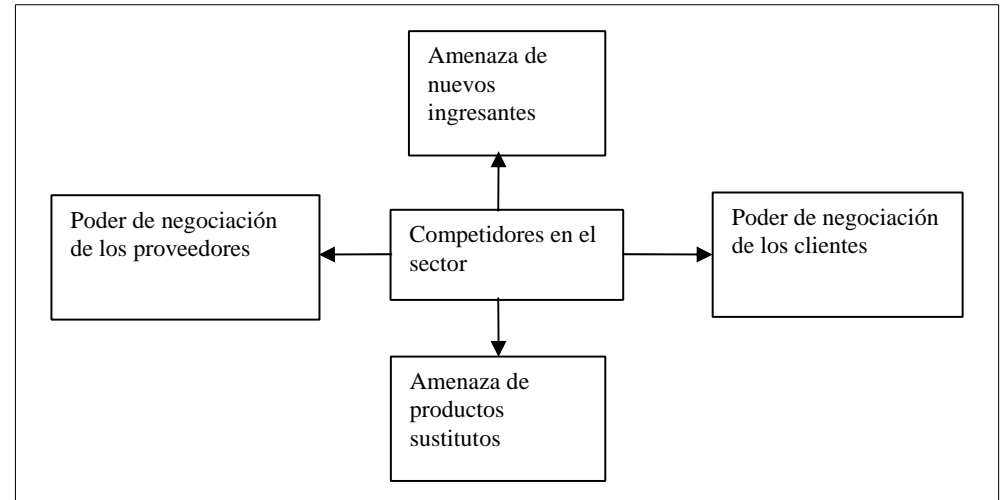 Amenaza de
nuevos
ingresantes
Poder de negociación
de los proveedores
Competidores en el
sector
Poder de negociación
de los clientes
Amenaza de
productos
sustitutos